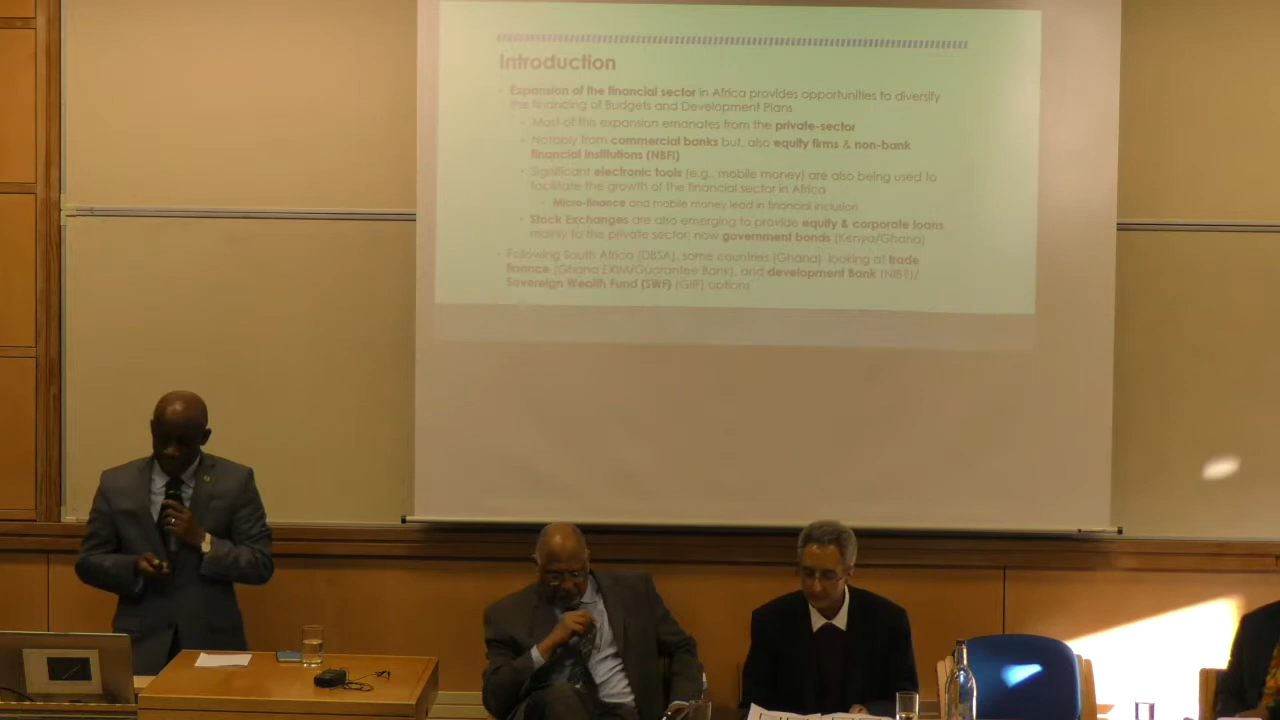 Introduction
Expansion of the financial sector in Africa provides opportunities to diversify
the financing of Budgets and Development Plans
Most of this expansion emanates from the private-sector
Notably from commercial banks but, also equity firms & non-bank
financial institutions (NBFI)
Significant electronic tools (e.g., mobile money) are also being used to
facilitate the growth of the financial sector in Africa
Micro-finance and mobile money lead in financial inclusion
Stock Exchanges are also emerging to provide equity & corporate loans
mainly to the private sector; now government bonds (Kenya/Ghana)
Following South Africa (DBSA), some countries (Ghana) looking at trade
finance (Ghana EXIM/Guarantee Bank), and development Bank (NIB?)/
Sovereign Wealth Fund (SWF) (GIIF) options